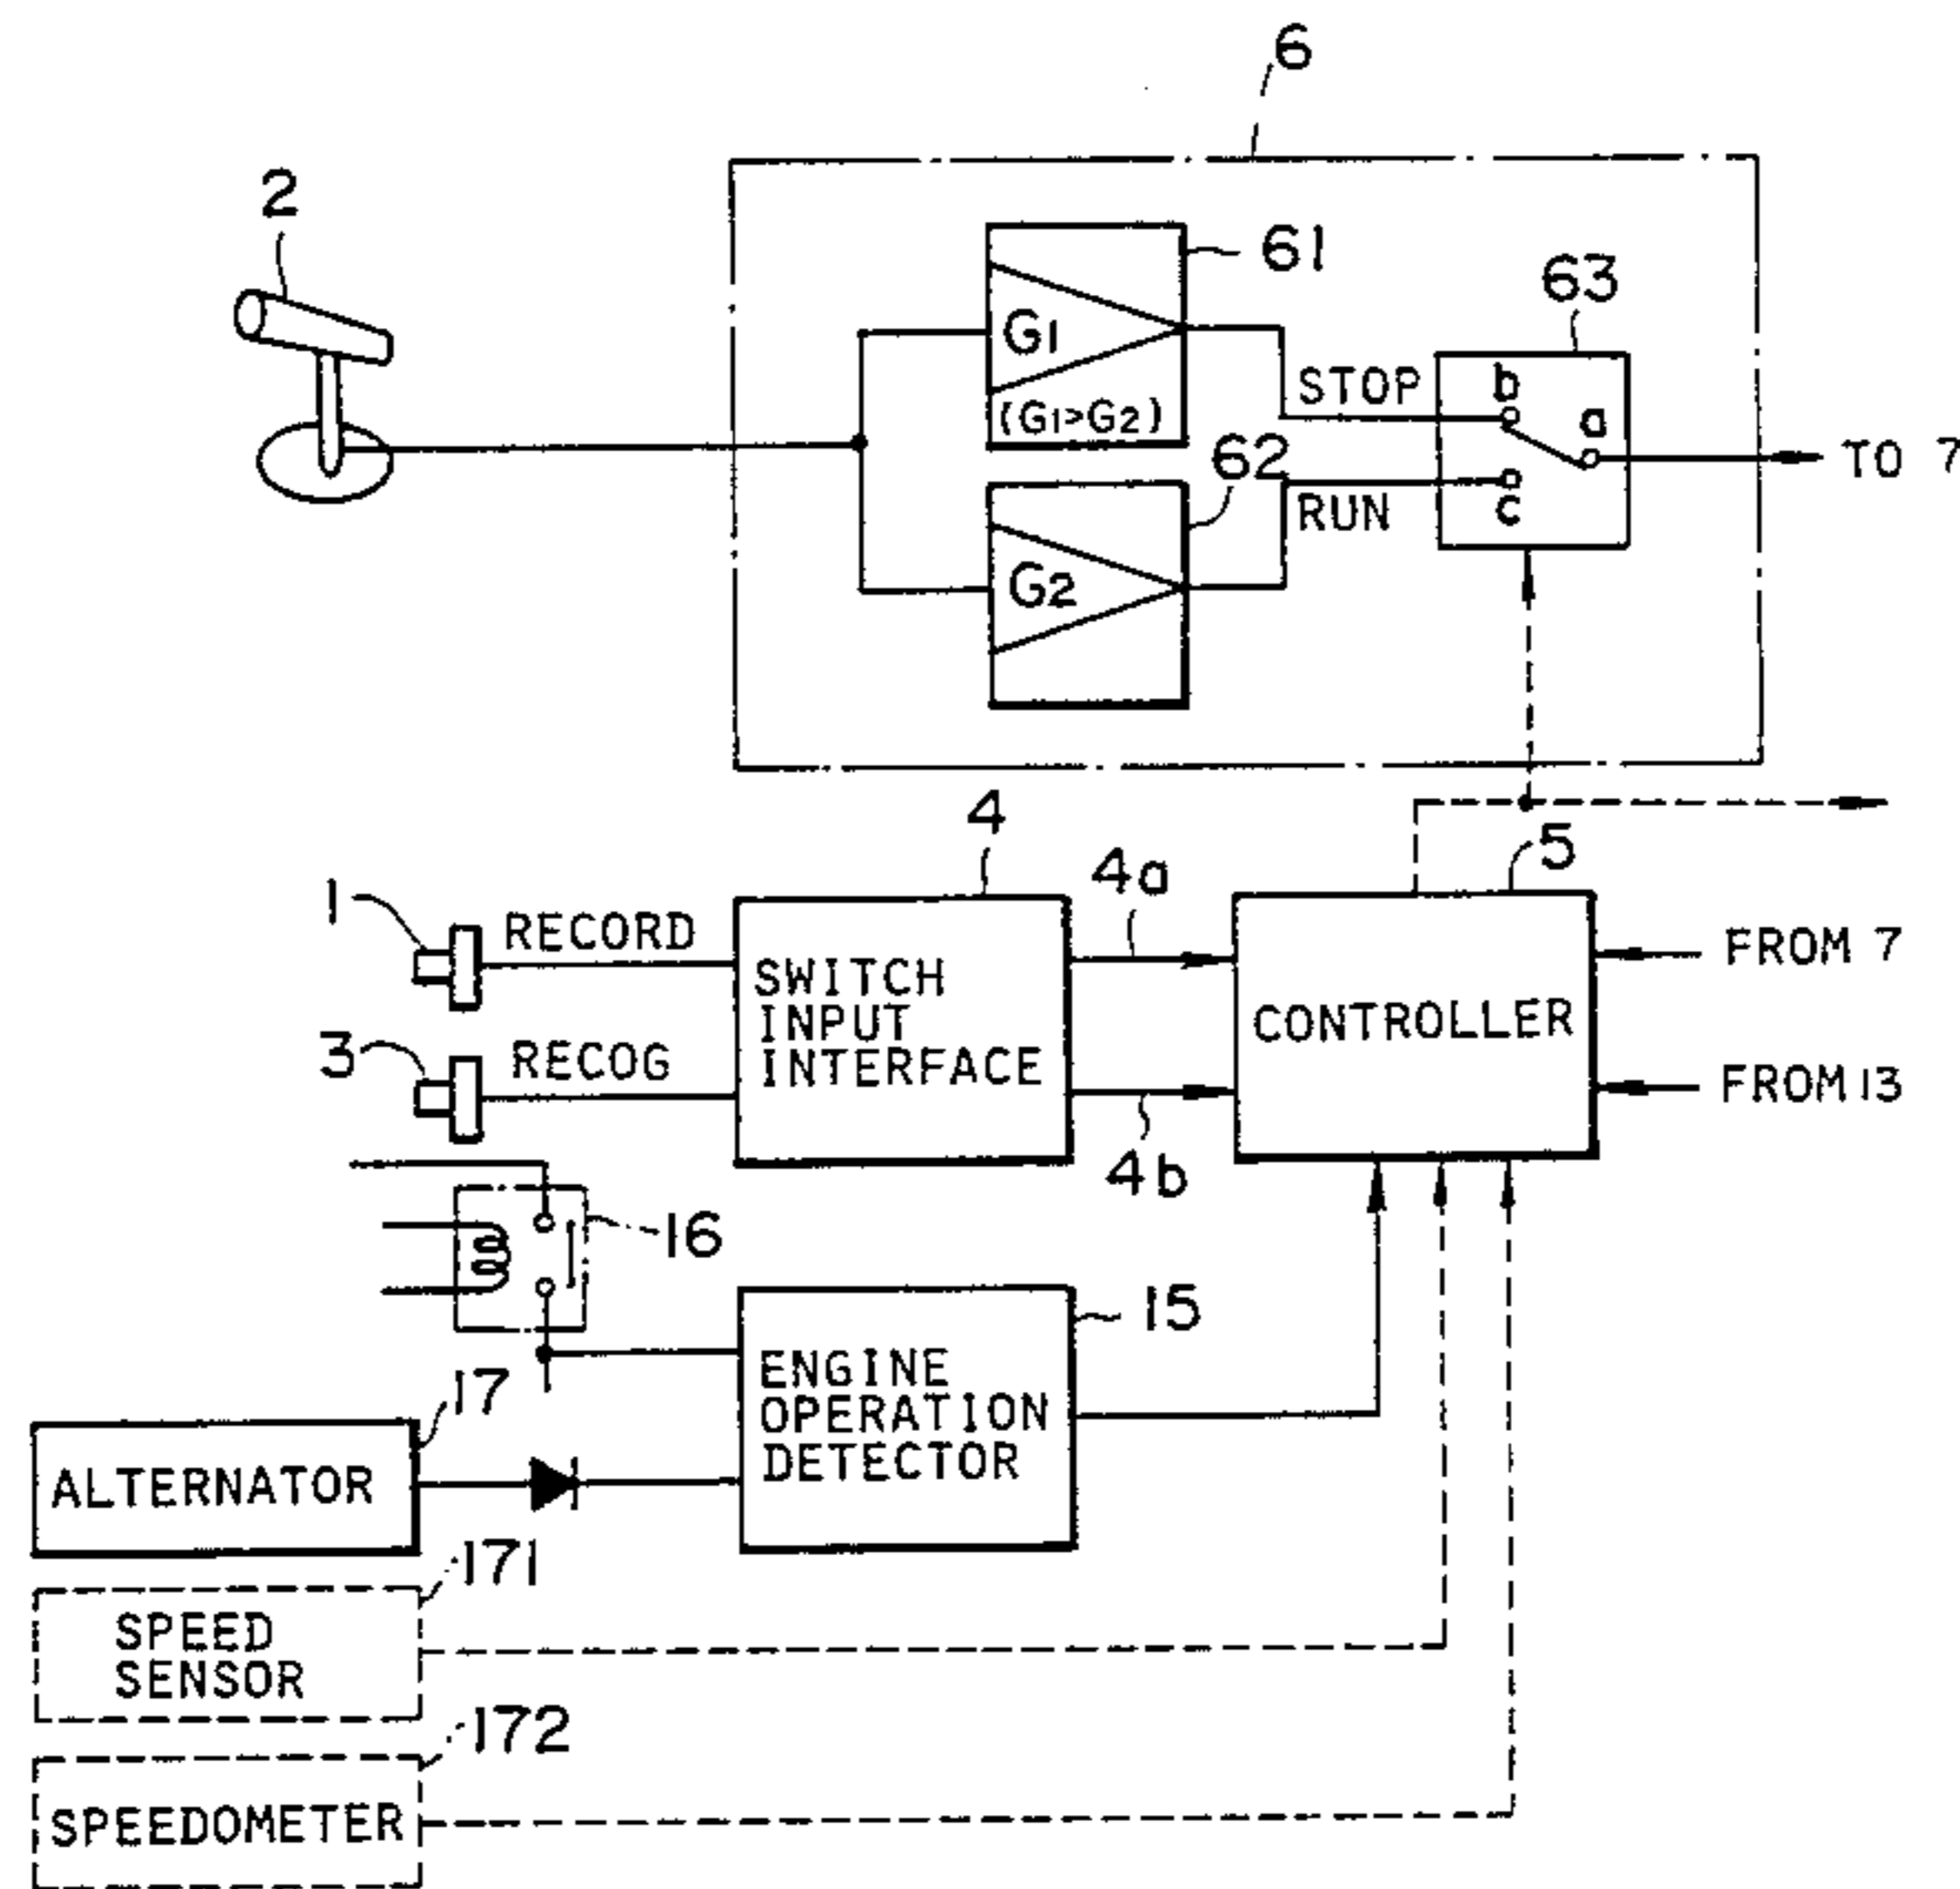 6
2
61
63
G1
(G1>G2)
STOP
b
a
TO 7
62
RUN
c
G2
4
4a
5
1
RECORD
SWITCH
INPUT
INTERFACE
CONTROLLER
FROM 7
3
RECOG
FROM 13
4b
16
15
ENGINE
OPERATION
DETECTOR
17
ALTERNATOR
171
SPEED
SENSOR
172
SPEEDOMETER